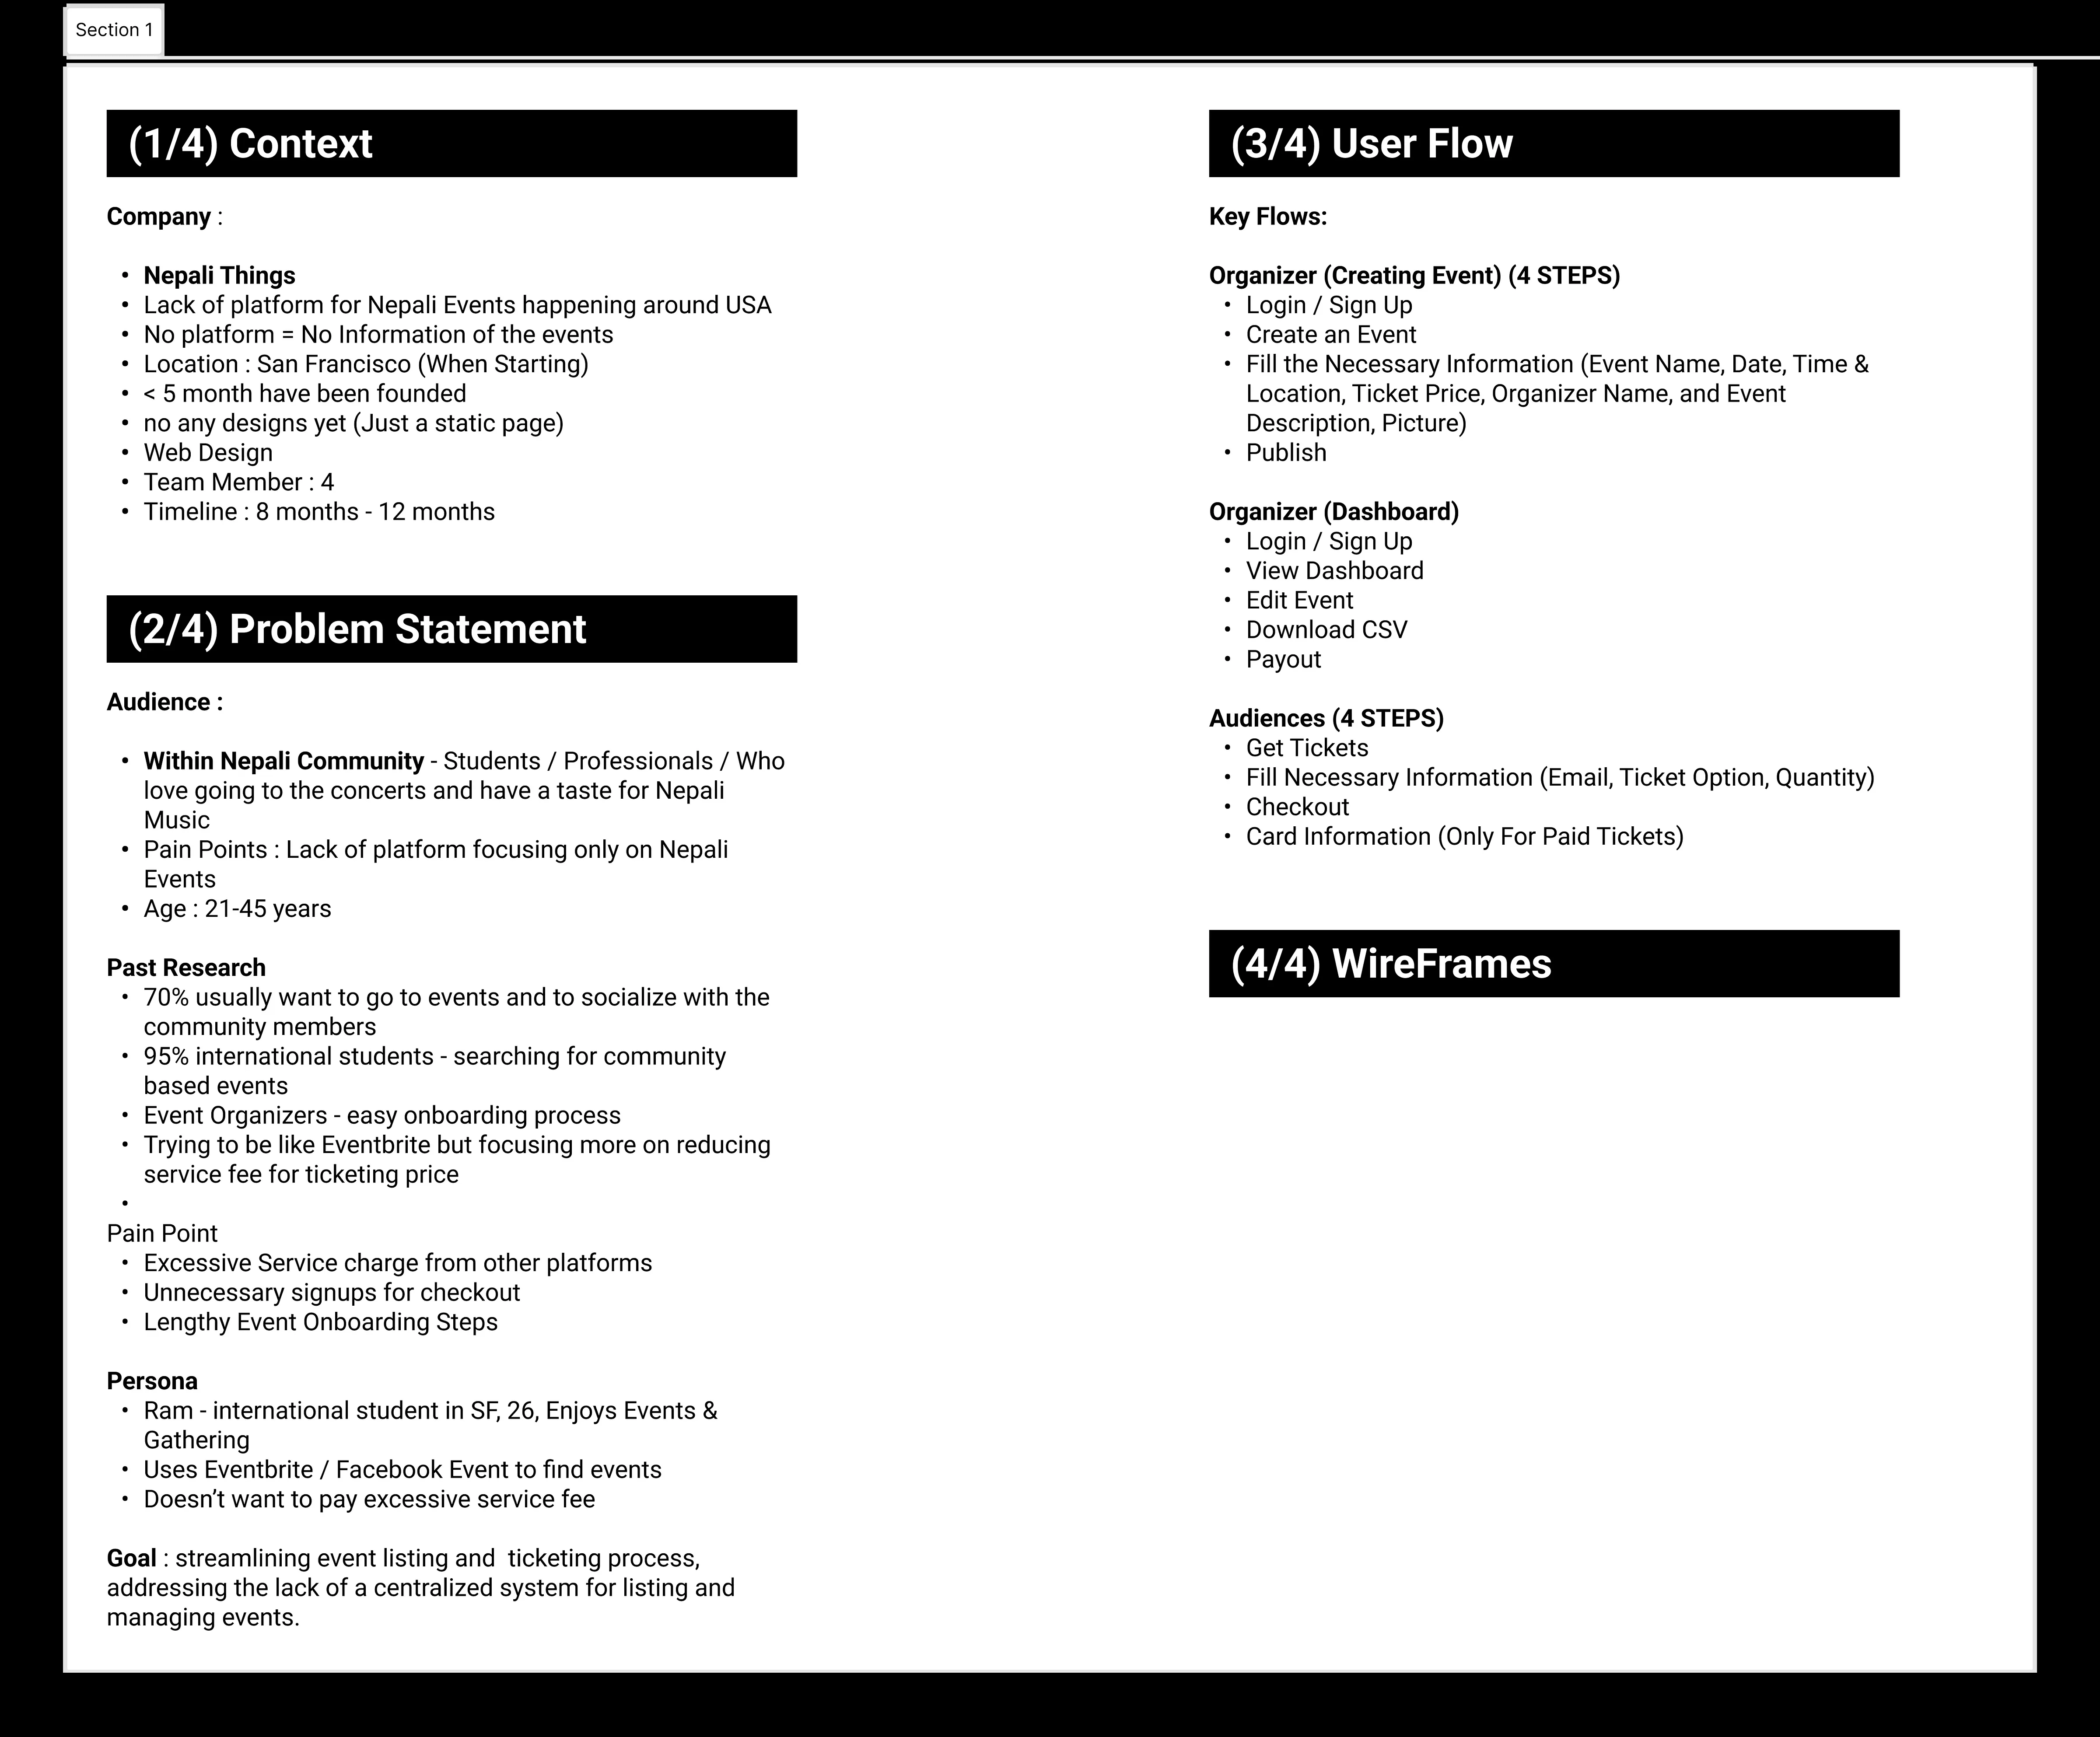 Section 1
(1/4) Context
Company :
• Nepali Things
• Lack of platform for Nepali Events happening around USA
• No platform = No Information of the events
• Location : San Francisco (When Starting)
• < 5 month have been founded
• no any designs yet (Just a static page)
• Web Design
• Team Member : 4
• Timeline : 8 months - 12 months
(2/4) Problem Statement
Audience :
• Within Nepali Community - Students / Professionals / Who
love going to the concerts and have a taste for Nepali
Music
• Pain Points : Lack of platform focusing only on Nepali
Events
• Age : 21-45 years
Past Research
• 70% usually want to go to events and to socialize with the
community members
• 95% international students - searching for community
based events
• Event Organizers - easy onboarding process
• Trying to be like Eventbrite but focusing more on reducing
service fee for ticketing price
•
Pain Point
• Excessive Service charge from other platforms
• Unnecessary signups for checkout
• Lengthy Event Onboarding Steps
Persona
• Ram - international student in SF, 26, Enjoys Events &
Gathering
• Uses Eventbrite / Facebook Event to find events
• Doesn’t want to pay excessive service fee
Goal : streamlining event listing and  ticketing process,
addressing the lack of a centralized system for listing and
managing events.
(3/4) User Flow
Key Flows:
Organizer (Creating Event) (4 STEPS)
• Login / Sign Up
• Create an Event
• Fill the Necessary Information (Event Name, Date, Time &
Location, Ticket Price, Organizer Name, and Event
Description, Picture)
• Publish
Organizer (Dashboard)
• Login / Sign Up
• View Dashboard
• Edit Event
• Download CSV
• Payout
Audiences (4 STEPS)
• Get Tickets
• Fill Necessary Information (Email, Ticket Option, Quantity)
• Checkout
• Card Information (Only For Paid Tickets)
(4/4) WireFrames